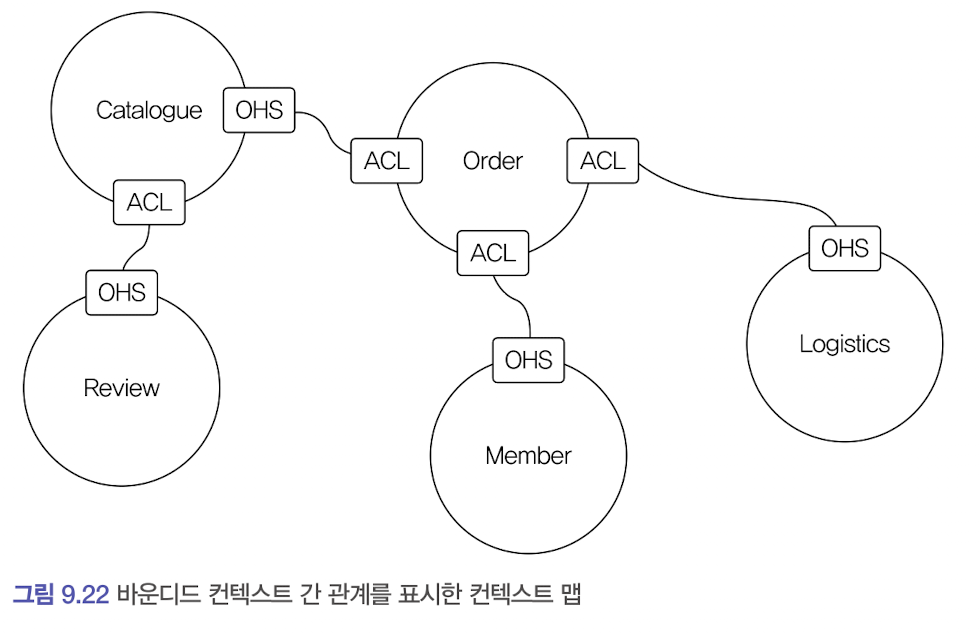 Catalogue
OHS
ACL
Order
ACL
ACL
ACL
OHS
OHS
Review
OHS
Member
Logistics
그림 9.22 바운디드 컨텍스트 간 관계를 표시한 컨텍스트 맵